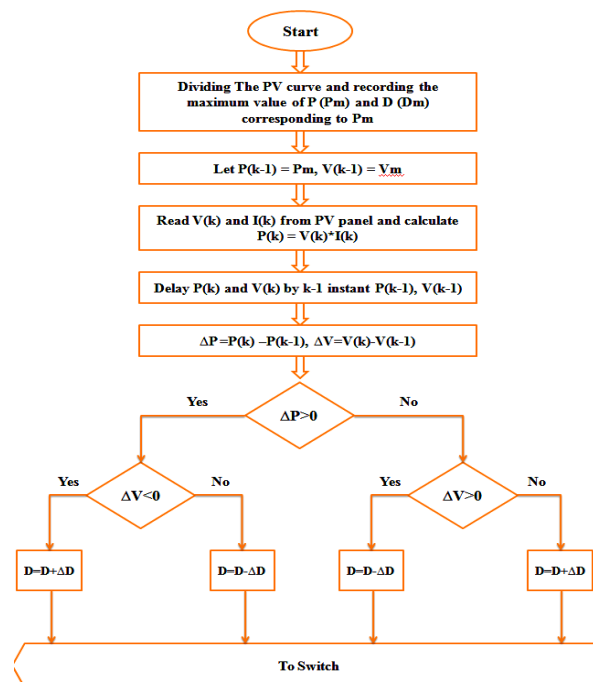 Start
Dividing The PV curve and recording the
maximum value of P (Pm) and D (Dm)
corresponding to Pm
Let P(k-1) = Pm, V(k-1) = Vm
Read V(k) and I(k) from PV panel and calculate
P(k) = V(k)*I(k)
Delay P(k) and V(k) by k-1 instant P(k-1), V(k-1)
ΔP=P(k) –P(k-1), ΔV=V(k)-V(k-1)
Yes
No
ΔP>0
Yes
No
Yes
No
ΔV<0
ΔV>0
D=D+ΔD
D=D-ΔD
D=D-ΔD
D=D+ΔD
To Switch